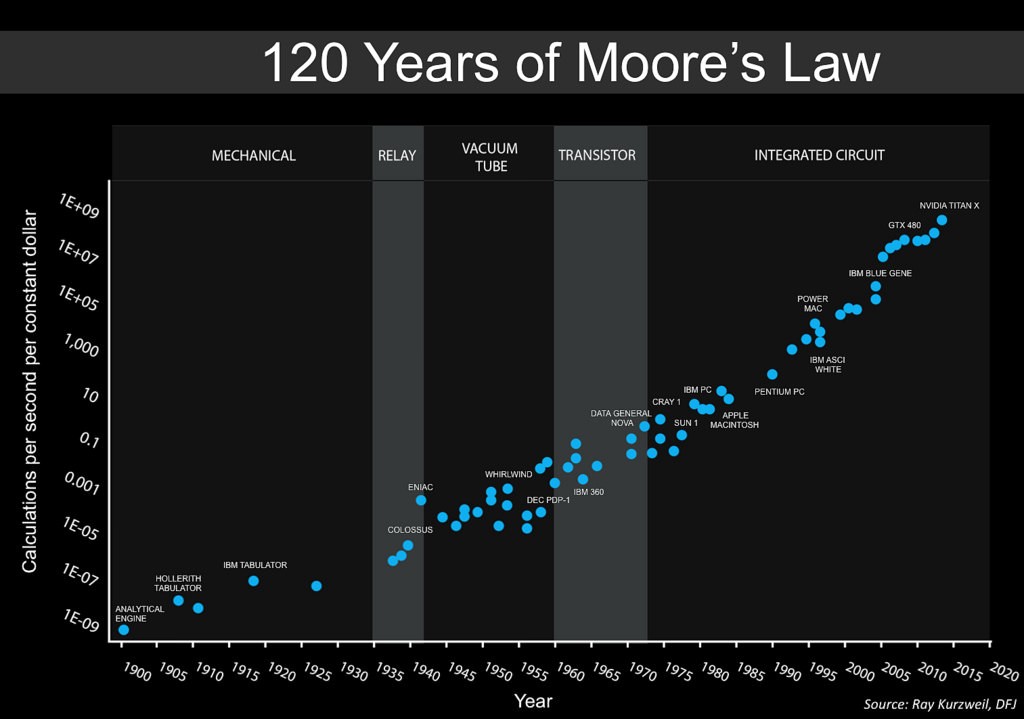 120 Years of Moore's Law
MECHANICAL
RELAY
VACUUM
TUBE
TRANSISTOR
INTEGRATED CIRCUIT
Calculations per second per constant dollar
1E+09
1E+07
1E+05
1,000
10
0.1
0.001
1E-05
1E-07
1E-09
ANALYTICAL
ENGINE
HOLLERITH
TABULATOR
IBM TABULATOR
COLOSSUS
ENIAC
WHIRLWIND
DEC PDP-1
IBM 360
DATA GENERAL
NOVA
CRAY 1
SUN 1
IBM PC
APPLE
MACINTOSH
PENTIUM PC
POWER
MAC
IBM ASCI
WHITE
IBM BLUE GENE
GTX 480
NVIDIA TITAN X
1900 1905 1910 1915 1920 1925 1930 1935 1940 1945 1950 1955 1960 1965 1970 1975 1980 1985 1990 1995 2000 2005 2010 2015 2020
Year
Source: Ray Kurzweil, DFJ